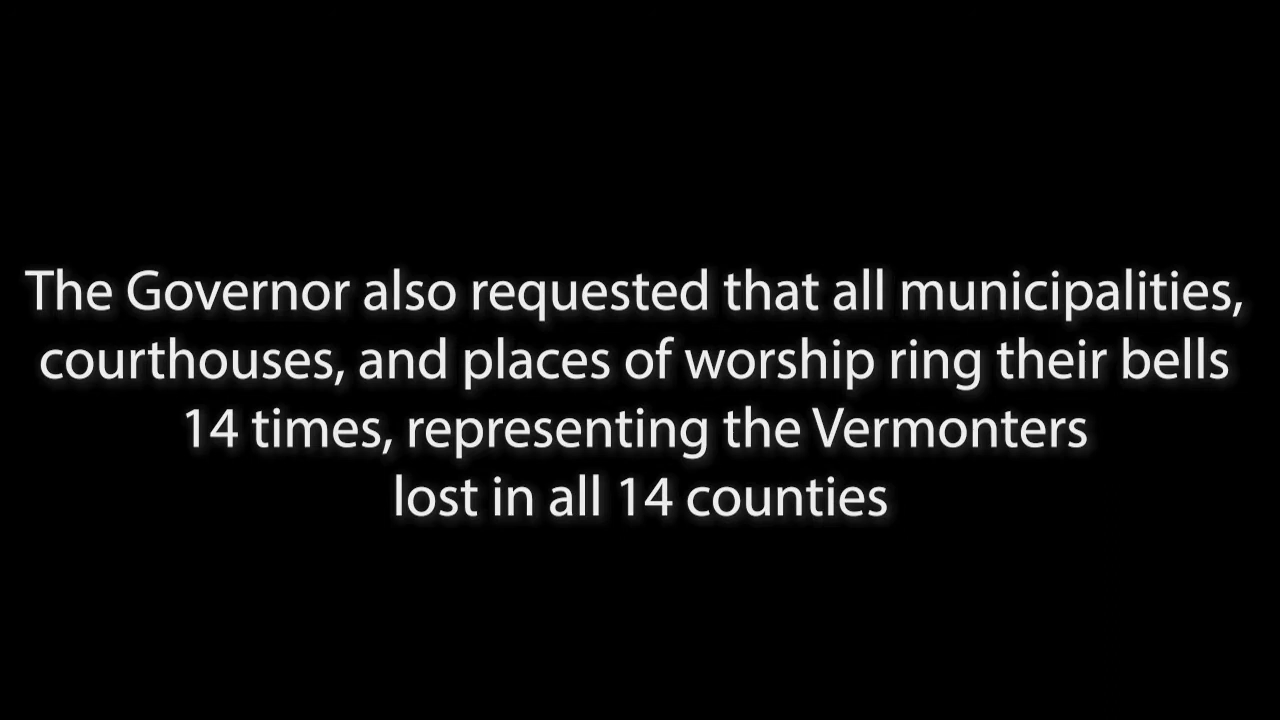 The Governor also requested that all municipalities,
courthouses, and places of worship ring their bells
14 times, representing the Vermonters
lost in all 14 counties